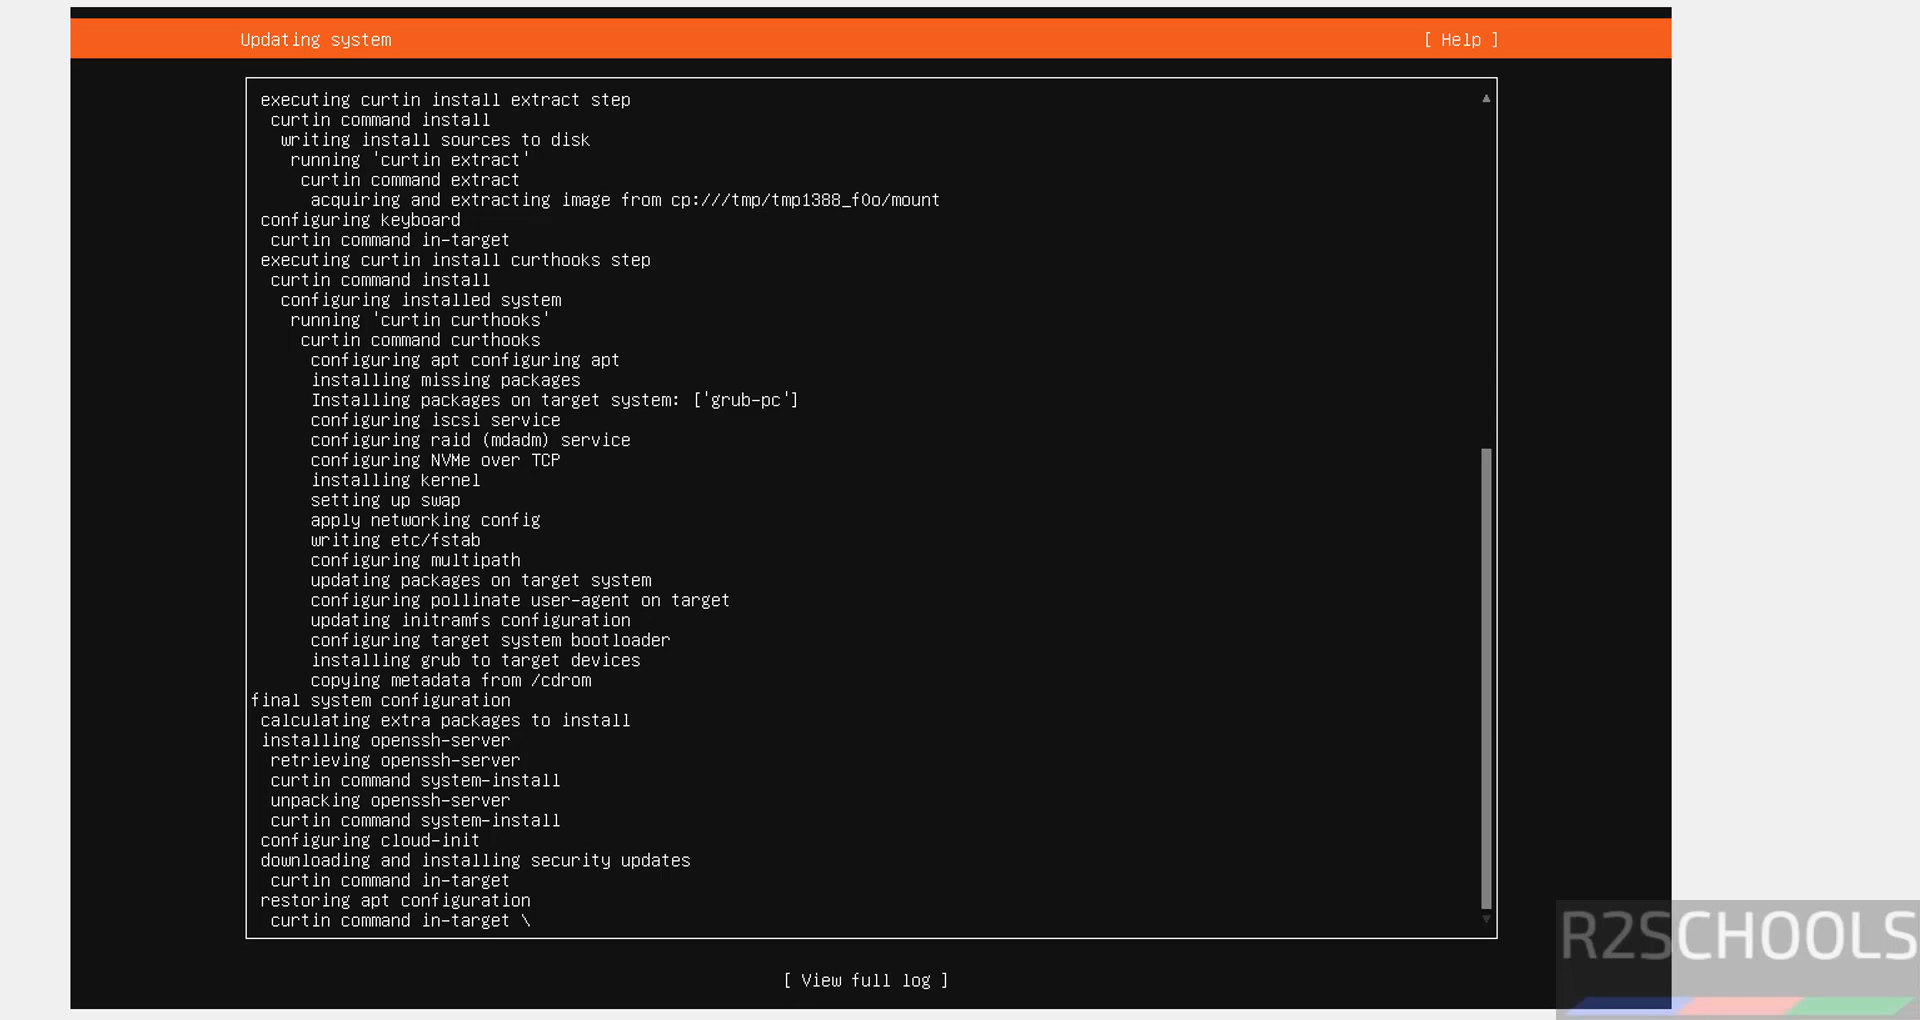 Updating system
[ Help ]
executing curtin install extract step
curtin command install
writing install sources to disk
running 'curtin extract'
curtin command extract
acquiring and extracting image from cp:///tmp/tmp1388_f0o/mount
configuring keyboard
curtin command in-target
executing curtin install curthooks step
curtin command install
configuring installed system
running 'curtin curthooks'
curtin command curthooks
configuring apt configuring apt
installing missing packages
Installing packages on target system: ['grub-pc']
configuring iscsi service
configuring raid (mdadm) service
configuring NVMe over TCP
installing kernel
setting up swap
apply networking config
writing etc/fstab
configuring multipath
updating packages on target system
configuring pollinate user-agent on target
updating initramfs configuration
configuring target system bootloader
installing grub to target devices
copying metadata from /cdrom
final system configuration
calculating extra packages to install
installing openssh-server
retrieving openssh-server
curtin command system-install
unpacking openssh-server
curtin command system-install
configuring cloud-init
downloading and installing security updates
curtin command in-target
restoring apt configuration
curtin command in-target \
[ View full log ]
R2SCHOOLS